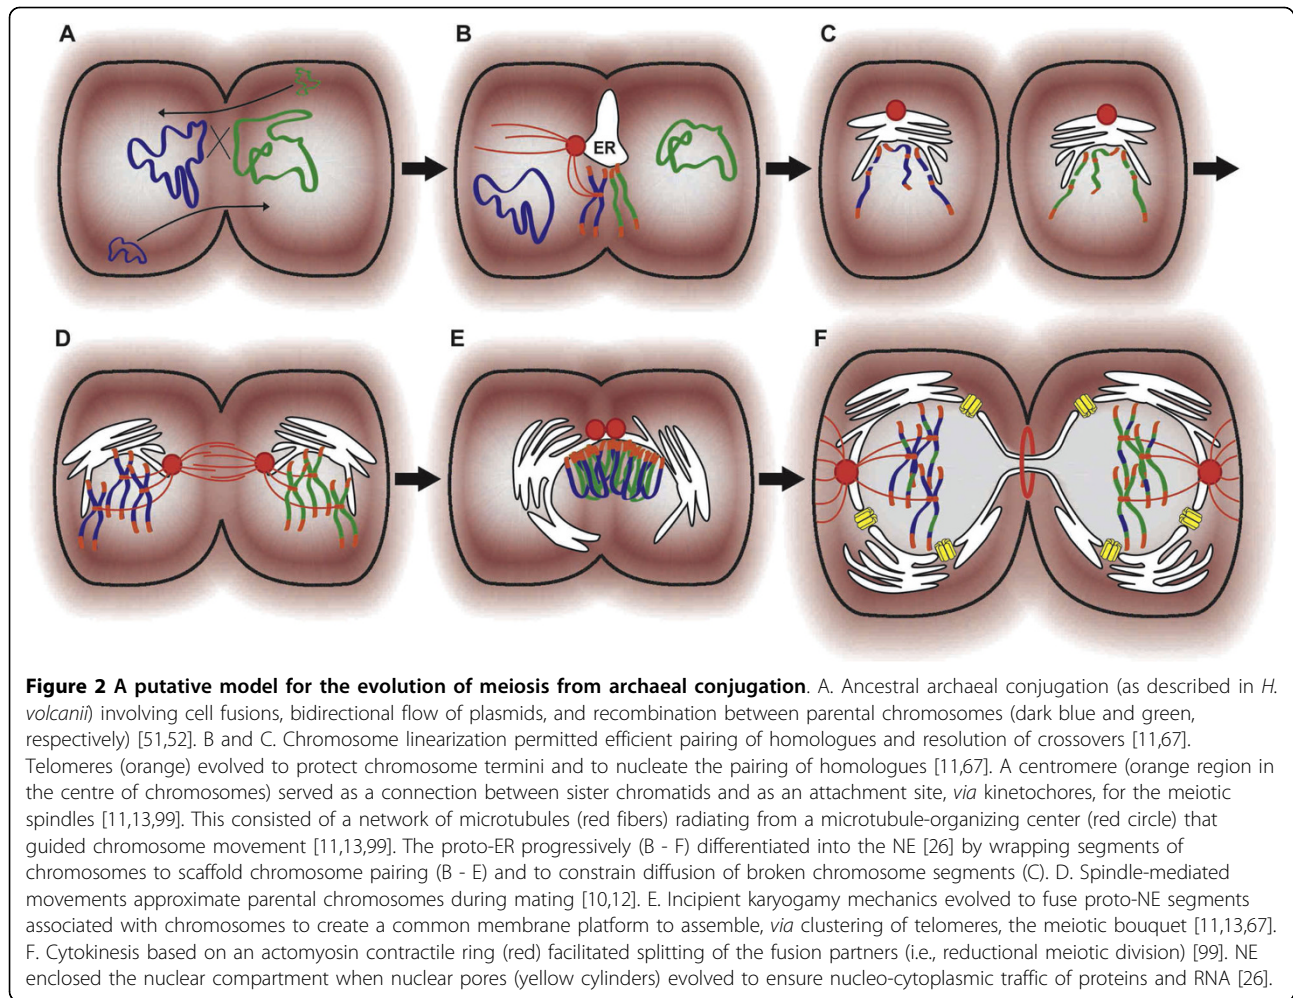 A
B
C
ER
D
E
F
Figure 2 A putative model for the evolution of meiosis from archaeal conjugation. A. Ancestral archaeal conjugation (as described in H.
volcanii) involving cell fusions, bidirectional flow of plasmids, and recombination between parental chromosomes (dark blue and green,
respectively) [51,52]. B and C. Chromosome linearization permitted efficient pairing of homologues and resolution of crossovers [11,67].
Telomeres (orange) evolved to protect chromosome termini and to nucleate the pairing of homologues [11,67]. A centromere (orange region in
the centre of chromosomes) served as a connection between sister chromatids and as an attachment site, via kinetochores, for the meiotic
spindles [11,13,99]. This consisted of a network of microtubules (red fibers) radiating from a microtubule-organizing center (red circle) that
guided chromosome movement [11,13,99]. The proto-ER progressively (B - F) differentiated into the NE [26] by wrapping segments of
chromosomes to scaffold chromosome pairing (B - E) and to constrain diffusion of broken chromosome segments (C). D. Spindle-mediated
movements approximate parental chromosomes during mating [10,12]. E. Incipient karyogamy mechanics evolved to fuse proto-NE segments
associated with chromosomes to create a common membrane platform to assemble, via clustering of telomeres, the meiotic bouquet [11,13,67].
F. Cytokinesis based on an actomyosin contractile ring (red) facilitated splitting of the fusion partners (i.e., reductional meiotic division) [99]. NE
enclosed the nuclear compartment when nuclear pores (yellow cylinders) evolved to ensure nucleo-cytoplasmic traffic of proteins and RNA [26].